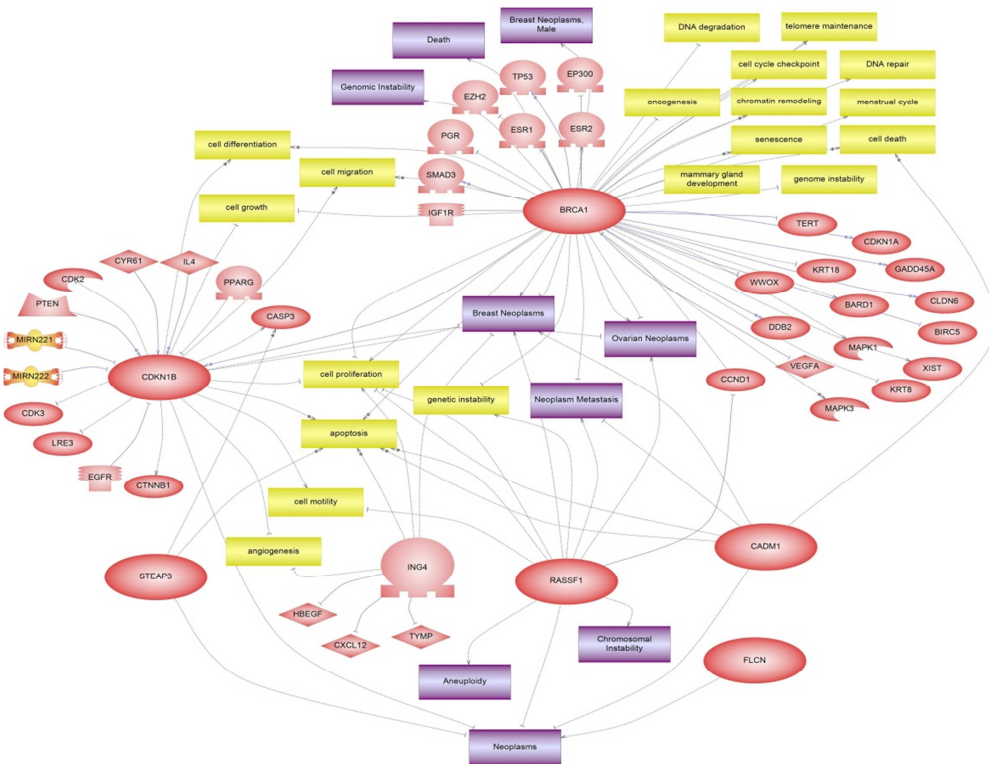 Breast Neoplasms,
Male
DNA degradation
telomere maintenance
Death
TP53
EP300
cell cycle checkpoint
DNA repair
Genomic Instability
EZH2
oncogenesis
chromatin remodeling
menstrual cycle
PGR
ESR1
ESR2
cell differentiation
senescence
cell death
cell migration
SMAD3
mammary gland
development
genome instability
cell growth
IGF1R
BRCA1
TERT
CDKN1A
CYR61
IL4
CDK2
PPARG
WWOX
KRT18
GADD45A
PTEN
CASP3
BARD1
CLDN6
Breast Neoplasms
DDB2
BIRC5
MIRN221
Ovarian Neoplasms
MAPK1
VEGFA
XIST
MIRN222
CDKN1B
cell proliferation
CCND1
KRT8
genetic instability
Neoplasm Metastasis
MAPK3
CDK3
apoptosis
LRE3
EGFR
CTNNB1
cell motility
angiogenesis
CADM1
STEAP3
ING4
RASSF1
HBEGF
CXCL12
TYMP
Chromosomal
Instability
FLCN
Aneuploidy
Neoplasms